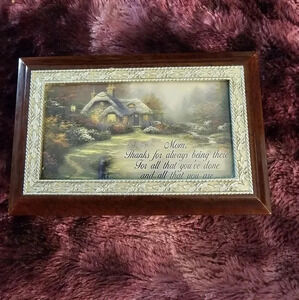 Mom,
Thanks for always being there
For all that you've done
and all that you are